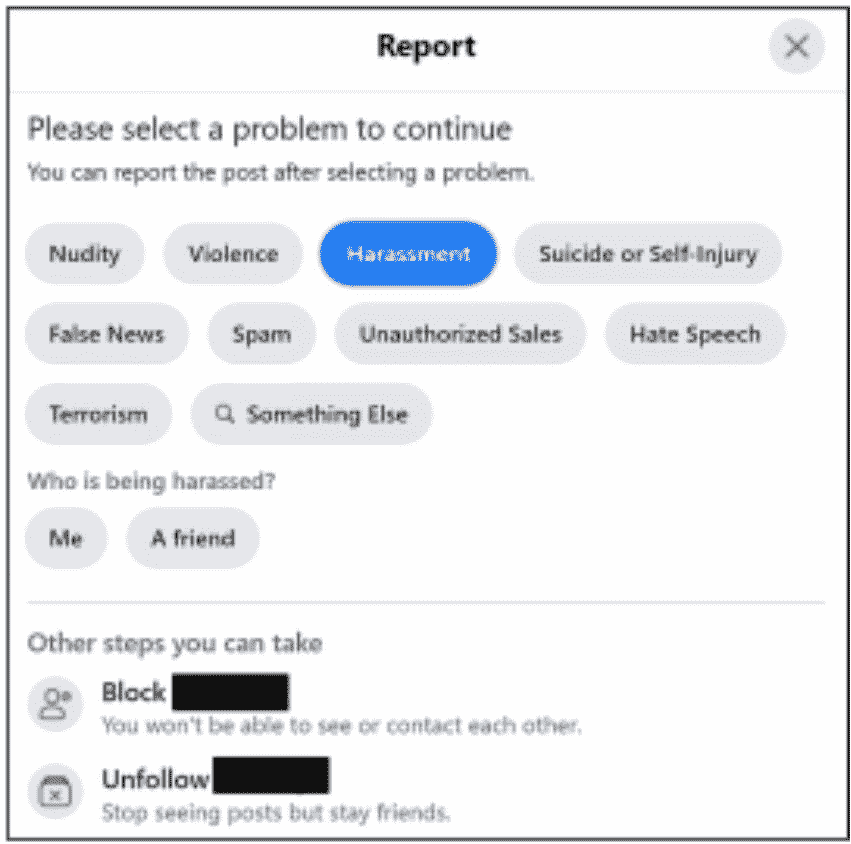 Report
Please select a problem to continue
You can report the post after selecting a problem.
Nudity Violence Harassment Suicide or Self-Injury
False News Spam Unauthorized Sales Hate Speech
Terrorism Something Else
Who is being harassed?
Me A friend
Other steps you can take
Block
You won't be able to see or contact each other.
Unfollow
Stop seeing posts but stay friends.